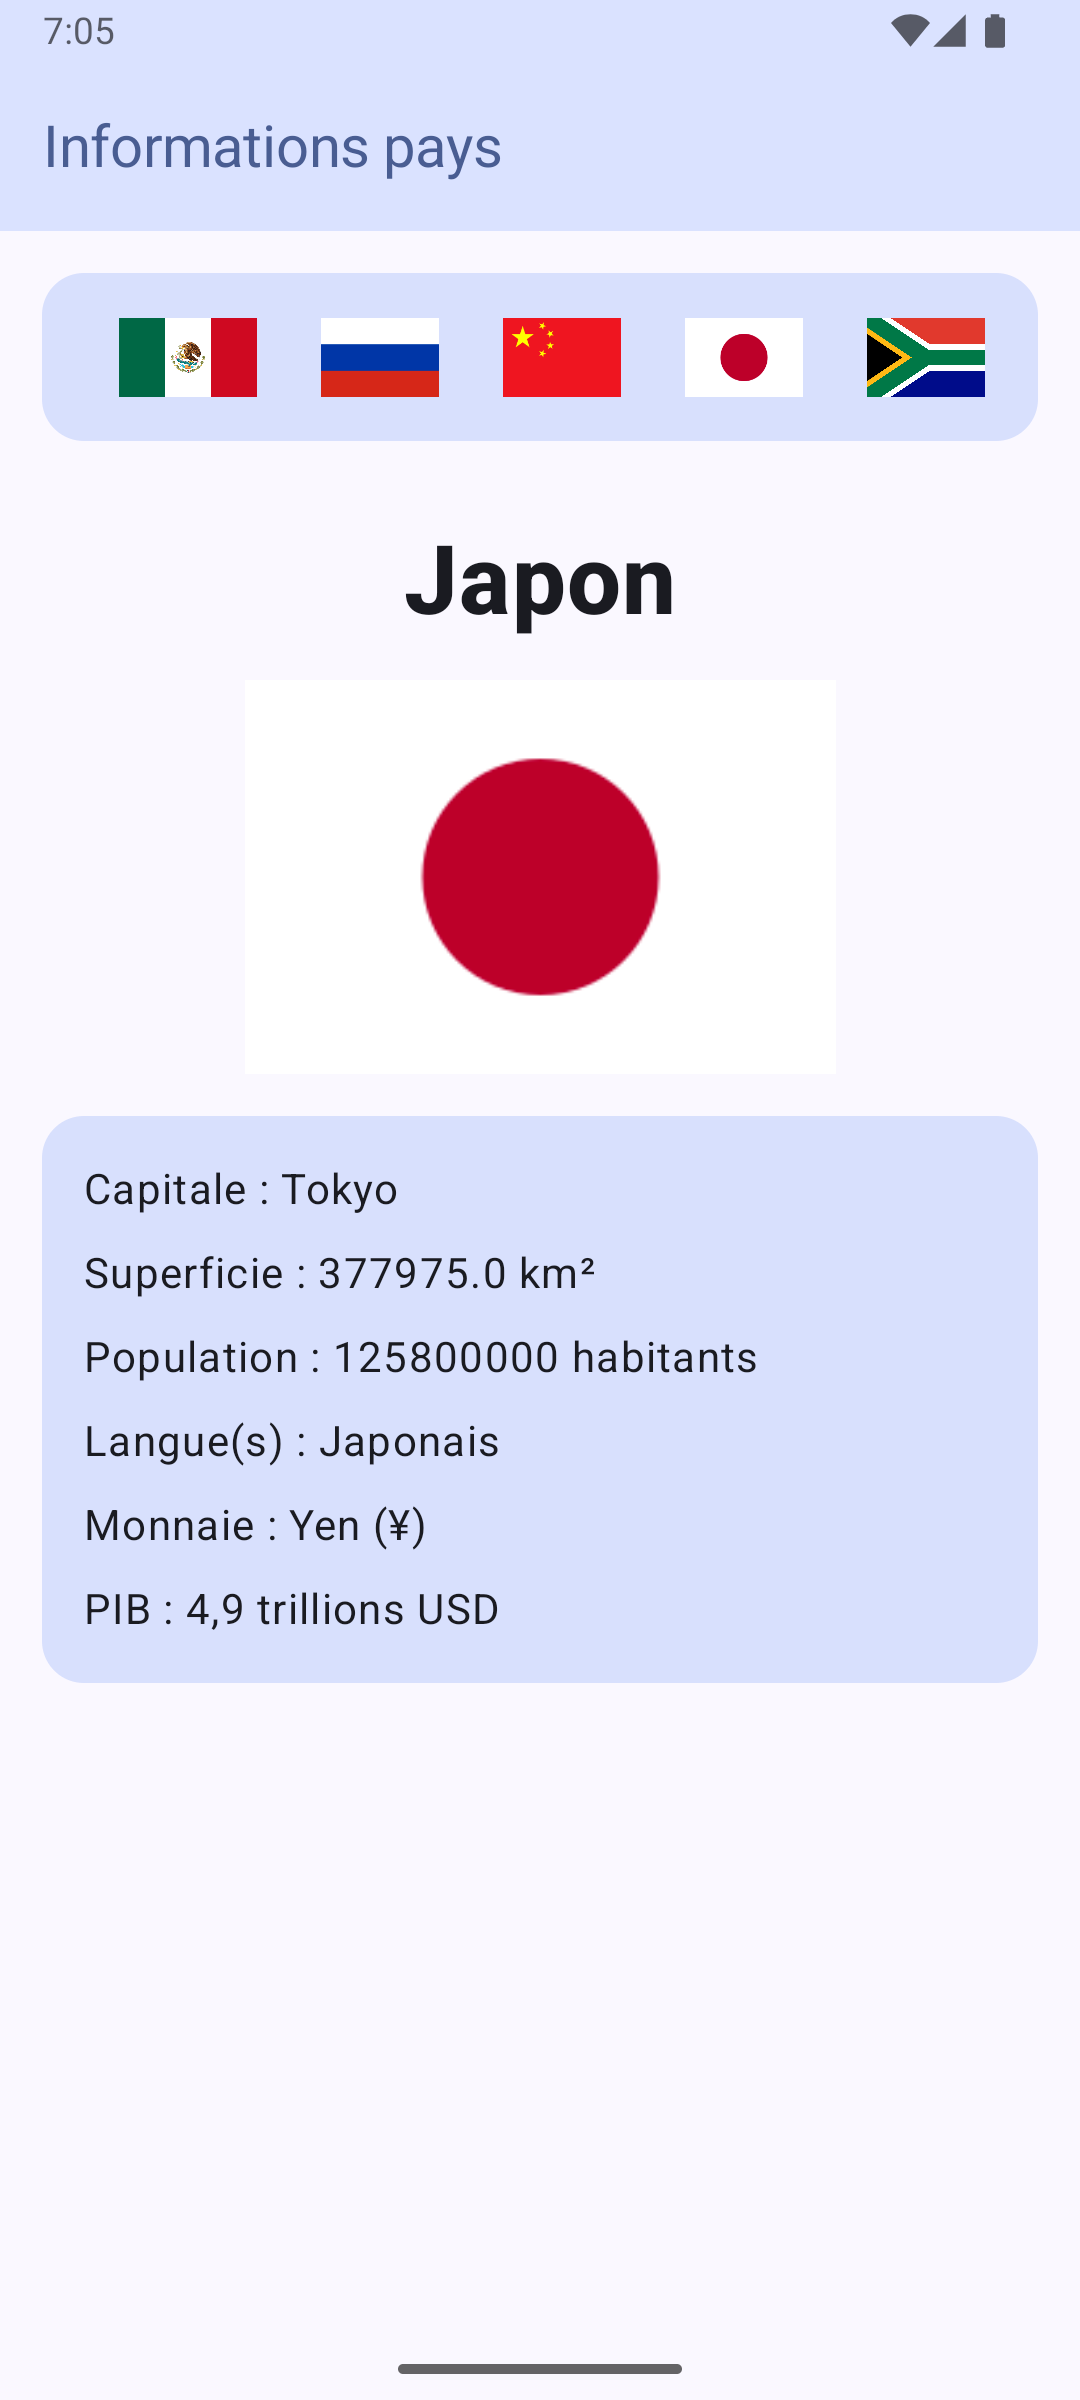 7:05
Informations pays
Japon
Capitale : Tokyo
Superficie : 377975.0 km²
Population : 125800000 habitants
Langue(s) : Japonais
Monnaie : Yen (¥)
PIB : 4,9 trillions USD